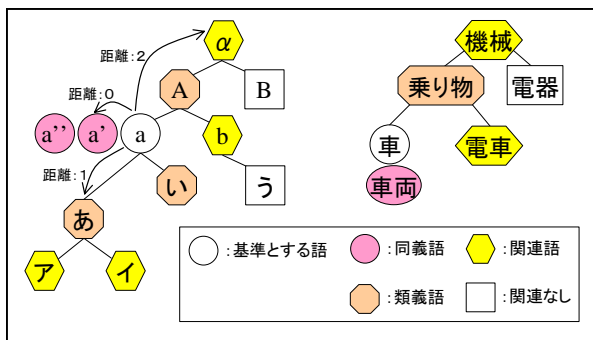 距離:2
α
機械
距離:0
A
B
乗り物
電器
a''
a'
a
b
車
電車
距離:1
い
う
車両
あ
ア
イ
:基準とする語
:同義語
:関連語
:類義語
:関連なし